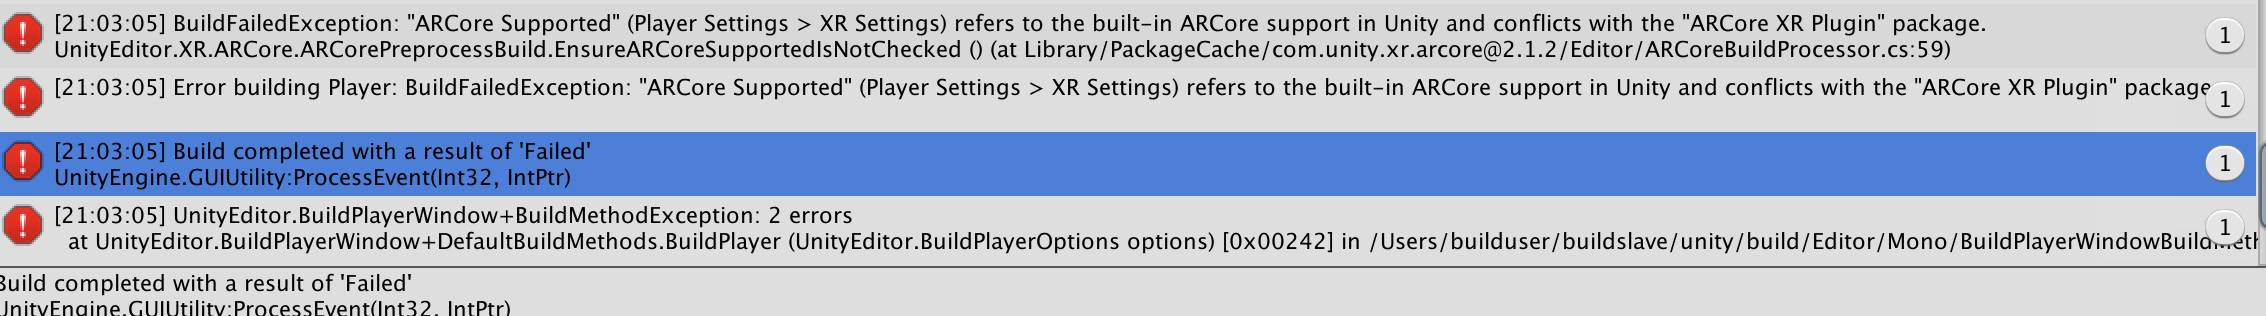 [21:03:05] BuildFailedException: "ARCore Supported" (Player Settings > XR Settings) refers to the built-in ARCore support in Unity and conflicts with the "ARCore XR Plugin" package.
UnityEditor.XR.ARCore.ARCorePreprocessBuild.EnsureARCoreSupportedIsNotChecked () (at Library/PackageCache/com.unity.xr.arcore@2.1.2/Editor/ARCoreBuildProcessor.cs:59)
1
[21:03:05] Error building Player: BuildFailedException: "ARCore Supported" (Player Settings > XR Settings) refers to the built-in ARCore support in Unity and conflicts with the "ARCore XR Plugin" package
1
[21:03:05] Build completed with a result of 'Failed'
UnityEngine.GUIUtility:ProcessEvent(Int32, IntPtr)
1
[21:03:05] UnityEditor.BuildPlayerWindow+BuildMethodException: 2 errors
at UnityEditor.BuildPlayerWindow+DefaultBuildMethods.BuildPlayer (UnityEditor.BuildPlayerOptions options) [0x00242] in /Users/builduser/buildslave/unity/build/Editor/Mono/
1
Build completed with a result of 'Failed'
UnityEngine.GUIUtility:ProcessEvent(Int32, IntPtr)